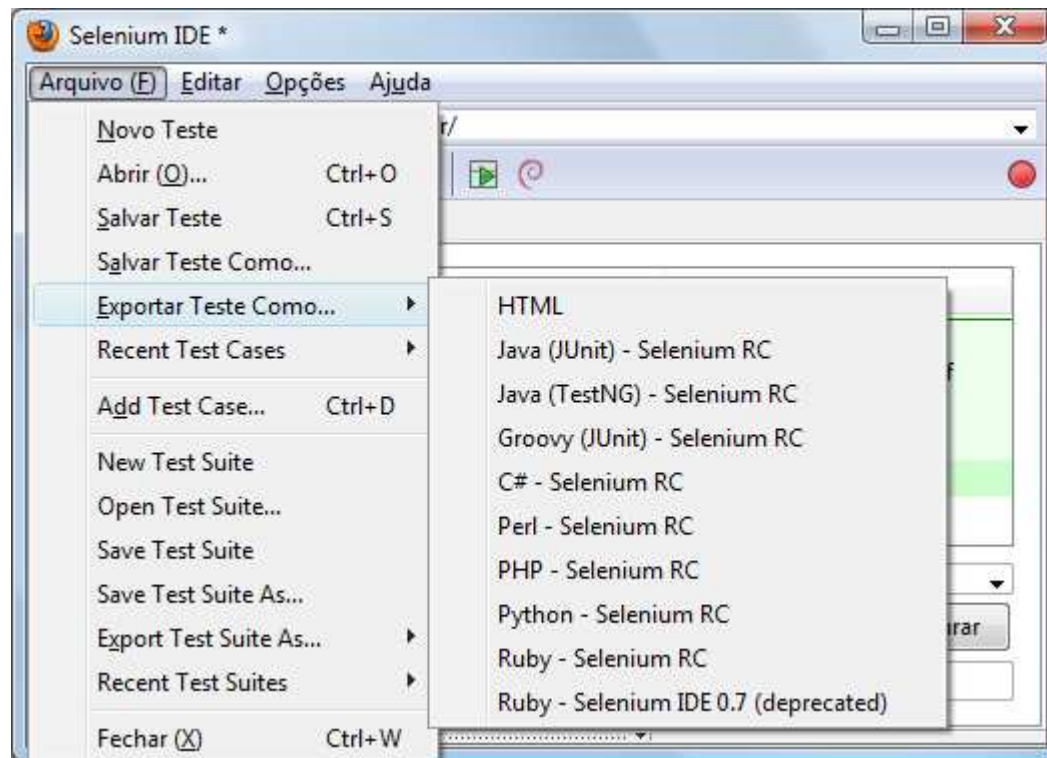 Selenium IDE *
Arquivo (F) Editar Opções Ajuda
r/
Novo Teste
Abrir (O)... Ctrl+O
Salvar Teste Ctrl+S
Salvar Teste Como...
Exportar Teste Como...
Recent Test Cases
Add Test Case... Ctrl+D
New Test Suite
Open Test Suite...
Save Test Suite
Save Test Suite As...
Export Test Suite As...
Recent Test Suites
Fechar (X) Ctrl+W
HTML
Java (JUnit) - Selenium RC
Java (TestNG) - Selenium RC
Groovy (JUnit) - Selenium RC
C# - Selenium RC
Perl - Selenium RC
PHP - Selenium RC
Python - Selenium RC
Ruby - Selenium RC
Ruby - Selenium IDE 0.7 (deprecated)
rar